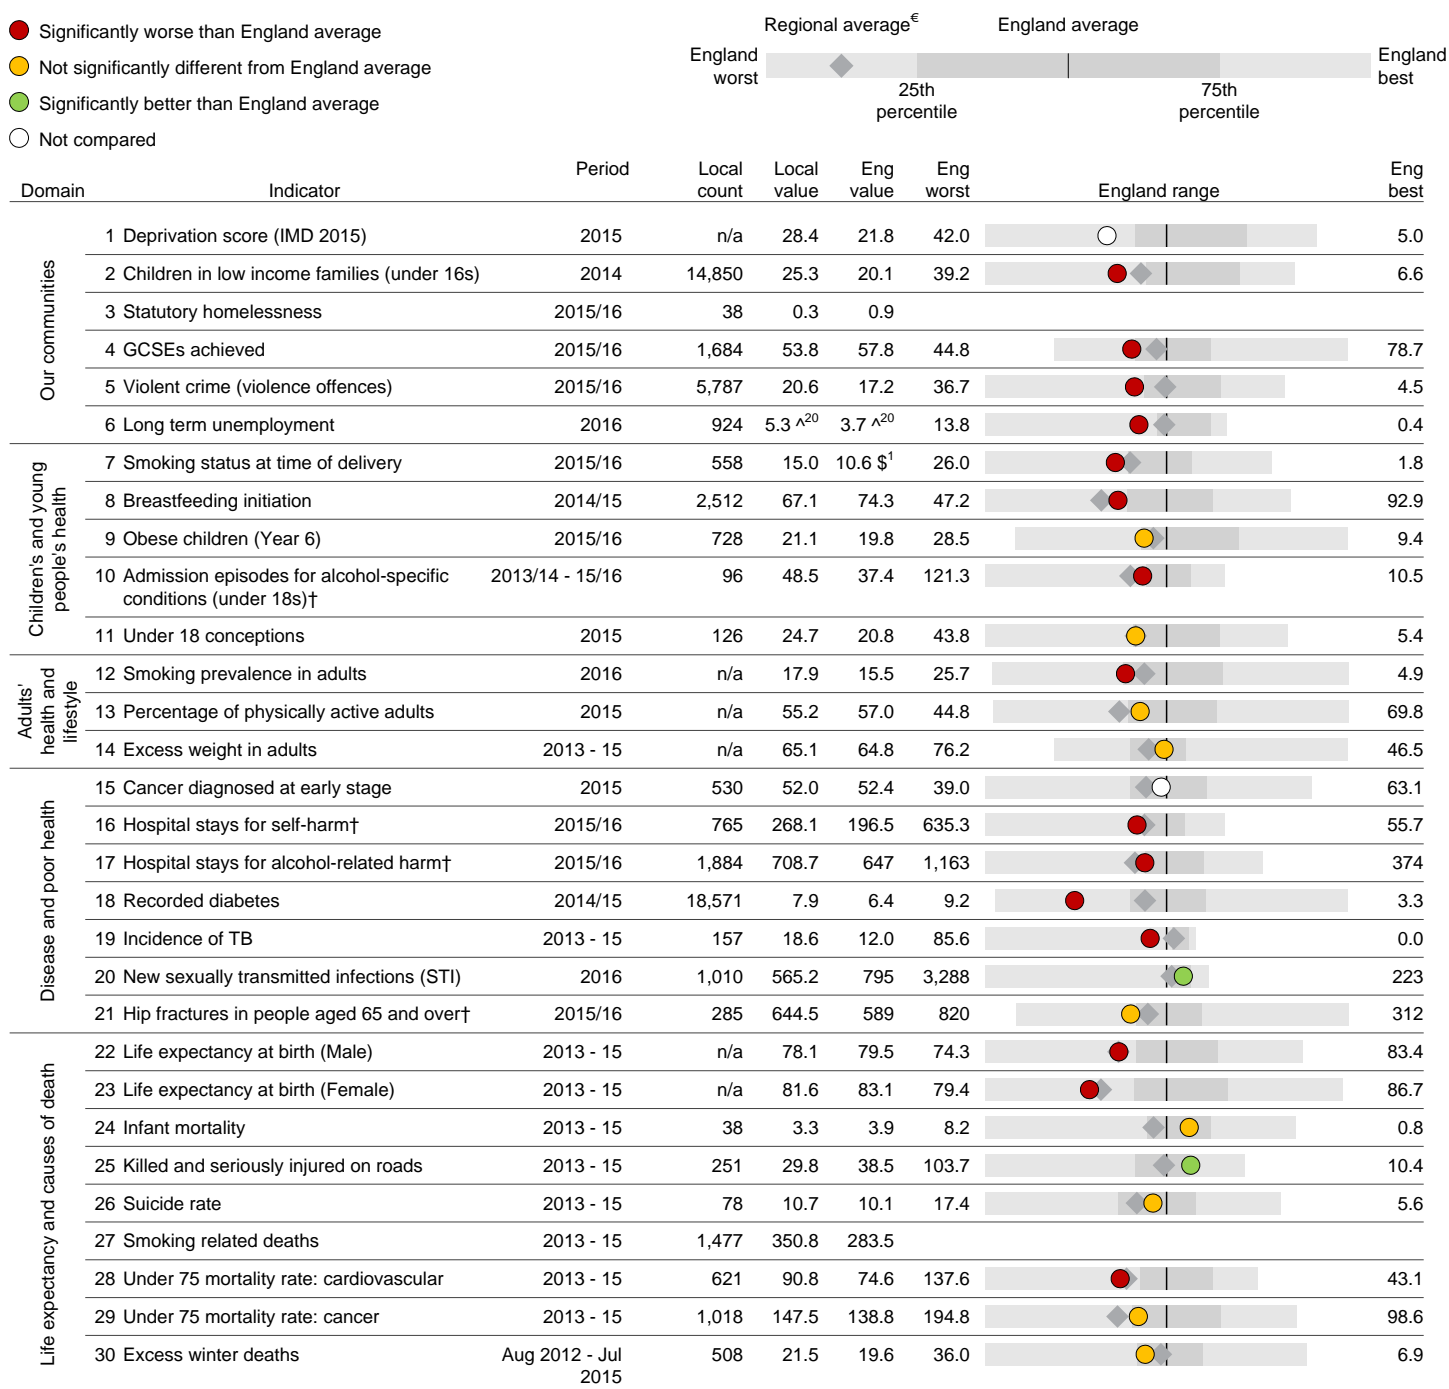 Significantly worse than England average
Not significantly different from England average
Significantly better than England average
Not compared
Regional average€ England average
England worst
England best
25th percentile
75th percentile
Domain Indicator Period Local count Local value Eng value Eng worst England range Eng best
Our communities
1 Deprivation score (IMD 2015) 2015 n/a 28.4 21.8 42.0 5.0
2 Children in low income families (under 16s) 2014 14,850 25.3 20.1 39.2 6.6
3 Statutory homelessness 2015/16 38 0.3 0.9
4 GCSEs achieved 2015/16 1,684 53.8 57.8 44.8 78.7
5 Violent crime (violence offences) 2015/16 5,787 20.6 17.2 36.7 4.5
6 Long term unemployment 2016 924 5.3 ^20 3.7 ^20 13.8 0.4
Children's and young people's health
7 Smoking status at time of delivery 2015/16 558 15.0 10.6 $1 26.0 1.8
8 Breastfeeding initiation 2014/15 2,512 67.1 74.3 47.2 92.9
9 Obese children (Year 6) 2015/16 728 21.1 19.8 28.5 9.4
10 Admission episodes for alcohol-specific 2013/14 - 15/16 96 48.5 37.4 121.3 10.5
conditions (under 18s)†
11 Under 18 conceptions 2015 126 24.7 20.8 43.8 5.4
Adults' health and lifestyle
12 Smoking prevalence in adults 2016 n/a 17.9 15.5 25.7 4.9
13 Percentage of physically active adults 2015 n/a 55.2 57.0 44.8 69.8
14 Excess weight in adults 2013 - 15 n/a 65.1 64.8 76.2 46.5
Disease and poor health
15 Cancer diagnosed at early stage 2015 530 52.0 52.4 39.0 63.1
16 Hospital stays for self-harm† 2015/16 765 268.1 196.5 635.3 55.7
17 Hospital stays for alcohol-related harm† 2015/16 1,884 708.7 647 1,163 374
18 Recorded diabetes 2014/15 18,571 7.9 6.4 9.2 3.3
19 Incidence of TB 2013 - 15 157 18.6 12.0 85.6 0.0
20 New sexually transmitted infections (STI) 2016 1,010 565.2 795 3,288 223
21 Hip fractures in people aged 65 and over† 2015/16 285 644.5 589 820 312
Life expectancy and causes of death
22 Life expectancy at birth (Male) 2013 - 15 n/a 78.1 79.5 74.3 83.4
23 Life expectancy at birth (Female) 2013 - 15 n/a 81.6 83.1 79.4 86.7
24 Infant mortality 2013 - 15 38 3.3 3.9 8.2 0.8
25 Killed and seriously injured on roads 2013 - 15 251 29.8 38.5 103.7 10.4
26 Suicide rate 2013 - 15 78 10.7 10.1 17.4 5.6
27 Smoking related deaths 2013 - 15 1,477 350.8 283.5
28 Under 75 mortality rate: cardiovascular 2013 - 15 621 90.8 74.6 137.6 43.1
29 Under 75 mortality rate: cancer 2013 - 15 1,018 147.5 138.8 194.8 98.6
30 Excess winter deaths Aug 2012 - Jul 508 21.5 19.6 36.0 6.9
2015